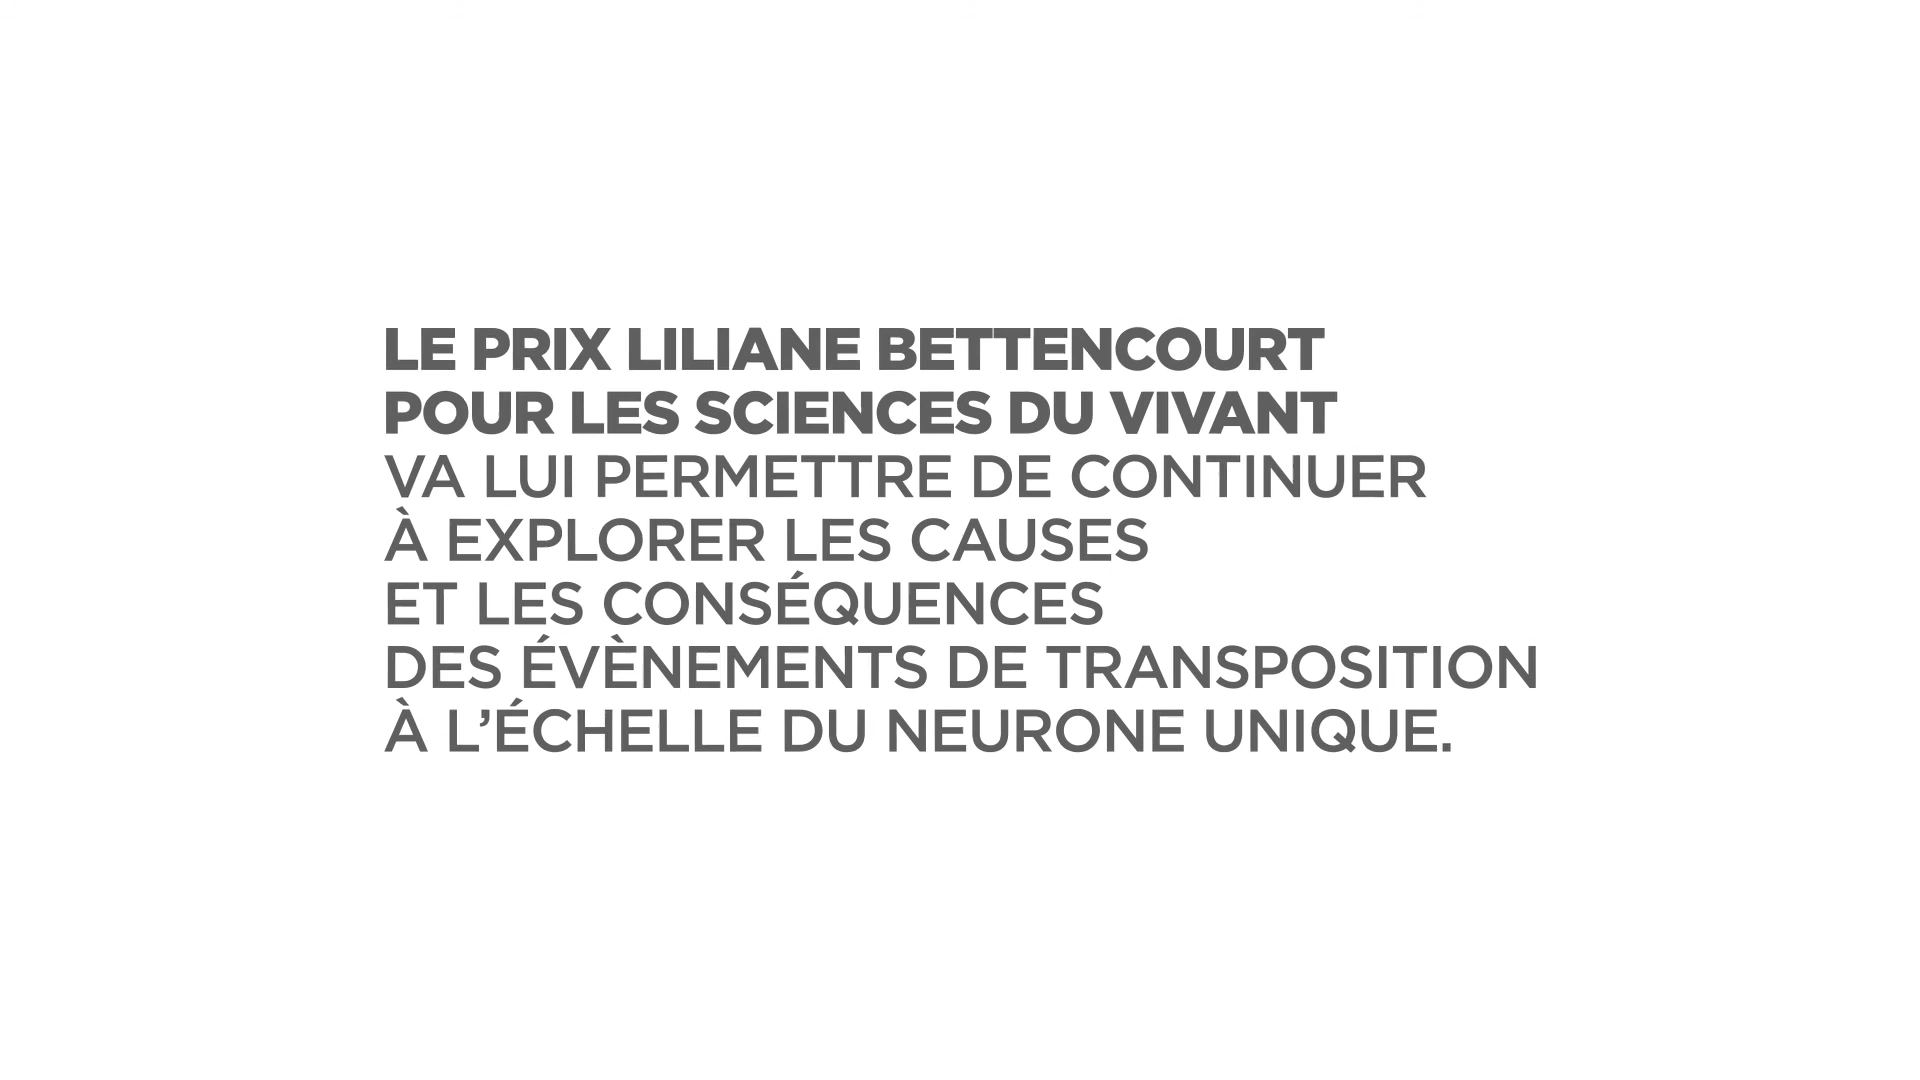 LE PRIX LILIANE BETTENCOURT
POUR LES SCIENCES DU VIVANT
VA LUI PERMETTRE DE CONTINUER
À EXPLORER LES CAUSES
ET LES CONSÉQUENCES
DES ÉVÈNEMENTS DE TRANSPOSITION
À L’ÉCHELLE DU NEURONE UNIQUE.